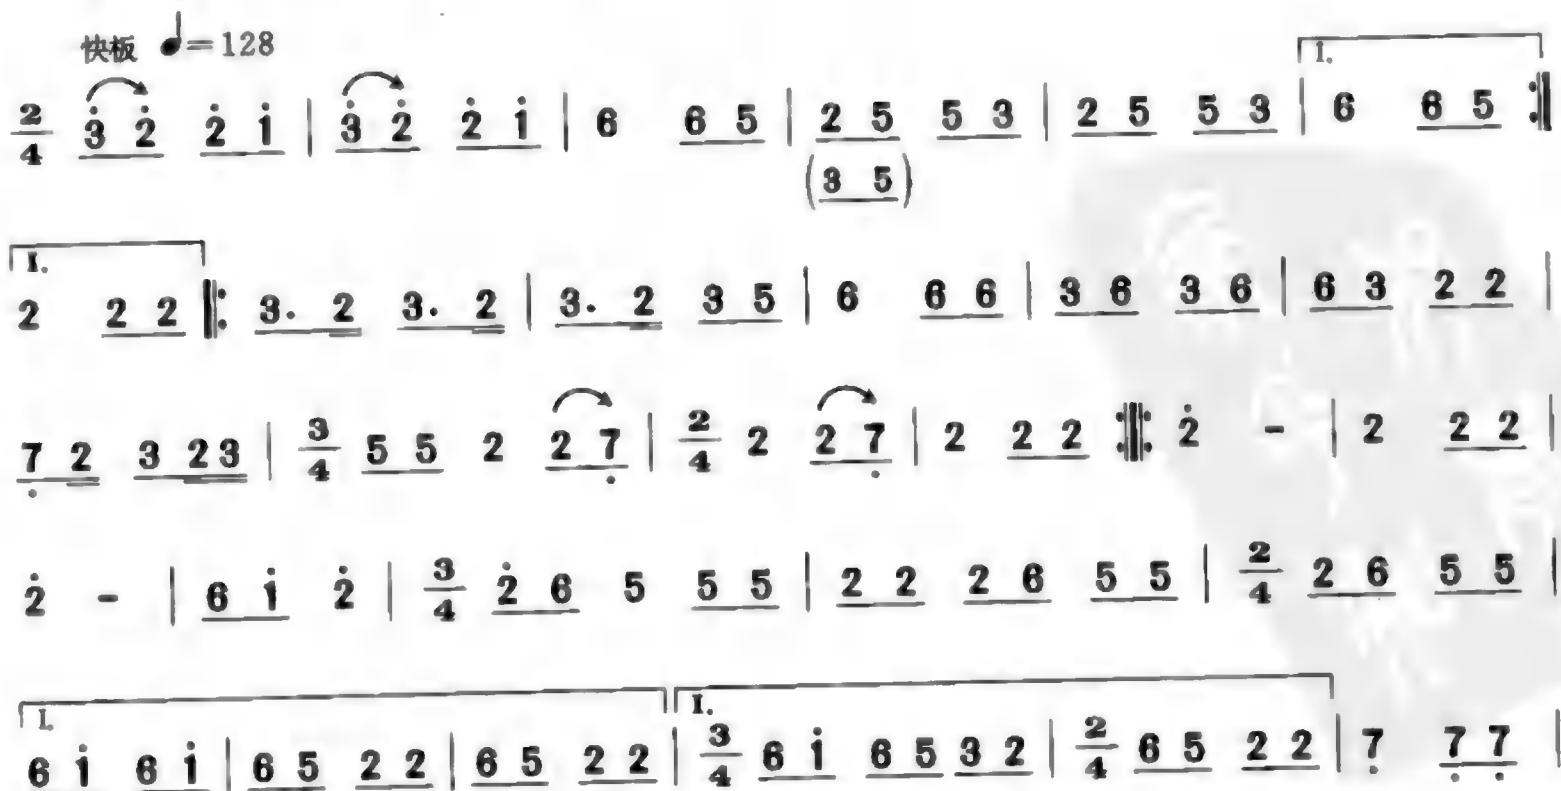 快板 ♩=128
2/4 3̇ 2̇ 2̇ 1̇ | 3̇ 2̇ 2̇ 1̇ | 6 6 5 | 2 5 5 3 | 2 5 5 3 | I. 6 6 5 :‖
(3 5)
I. 2 2 2 ‖: 3. 2 3. 2 | 3. 2 3 5 | 6 6 6 | 3 6 3 6 | 6 3 2 2 |
7̣ 2 3 2 3 | 3/4 5 5 2 2 7̣ | 2/4 2 2 7̣ | 2 2 2 :‖: 2̇ - | 2 2 2 |
2̇ - | 6 1̇ 2̇ | 3/4 2̇ 6 5 5 5 | 2 2 2 6 5 5 | 2/4 2 6 5 5 |
I. 6 1̇ 6 1̇ | 6 5 2 2 | 6 5 2 2 | I. 3/4 6 1̇ 6 5 3 2 | 2/4 6 5 2 2 | 7̣ 7̣ 7̣ |